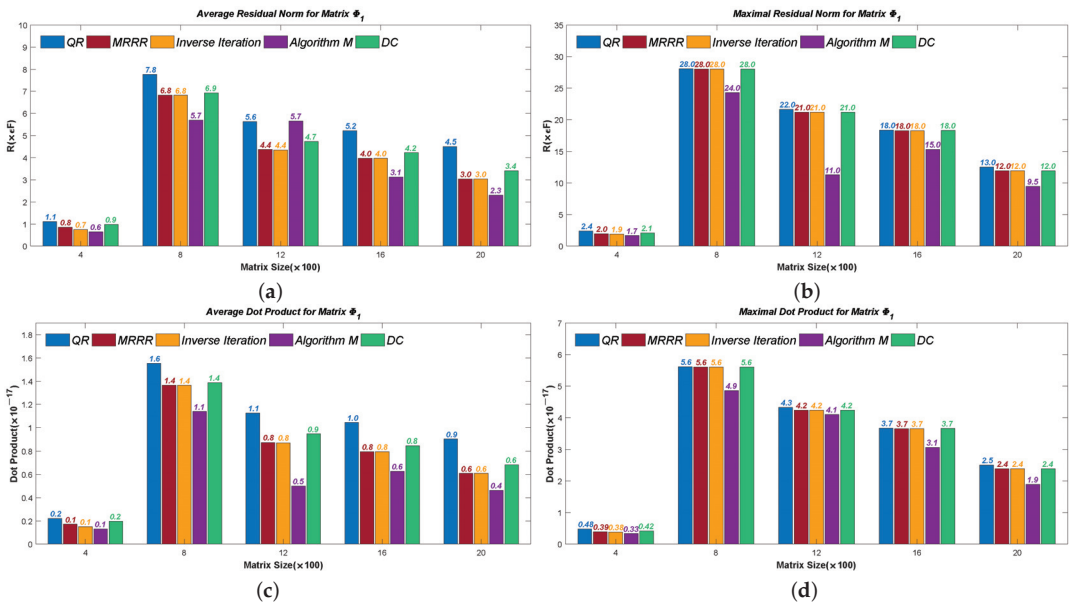 Average Residual Norm for Matrix Φ1
QR MRRR Inverse Iteration Algorithm M DC
R(×εF)
10
9
8
7
6
5
4
3
2
1
0
1.1 0.8 0.7 0.6 0.9
7.8 6.8 6.8 5.7 6.9
5.6 4.4 4.4 5.7 4.7
5.2 4.0 4.0 3.1 4.2
4.5 3.0 3.0 2.3 3.4
4 8 12 16 20
Matrix Size(×100)
(a)
Maximal Residual Norm for Matrix Φ1
QR MRRR Inverse Iteration Algorithm M DC
R(×εF)
35
30
25
20
15
10
5
0
2.4 2.0 1.9 1.7 2.1
28.0 28.0 28.0 24.0 28.0
22.0 21.0 21.0 11.0 21.0
18.0 18.0 18.0 15.0 18.0
13.0 12.0 12.0 9.5 12.0
4 8 12 16 20
Matrix Size(×100)
(b)
Average Dot Product for Matrix Φ1
QR MRRR Inverse Iteration Algorithm M DC
Dot Product(×10⁻¹⁷)
1.8
1.6
1.4
1.2
1
0.8
0.6
0.4
0.2
0
0.2 0.1 0.1 0.1 0.2
1.6 1.4 1.4 1.1 1.4
1.1 0.8 0.8 0.5 0.9
1.0 0.8 0.8 0.6 0.8
0.9 0.6 0.6 0.4 0.6
4 8 12 16 20
Matrix Size(×100)
(c)
Maximal Dot Product for Matrix Φ1
QR MRRR Inverse Iteration Algorithm M DC
Dot Product(×10⁻¹⁷)
7
6
5
4
3
2
1
0
0.48 0.39 0.38 0.33 0.42
5.6 5.6 5.6 4.9 5.6
4.3 4.2 4.2 4.1 4.2
3.7 3.7 3.7 3.1 3.7
2.5 2.4 2.4 1.9 2.4
4 8 12 16 20
Matrix Size(×100)
(d)